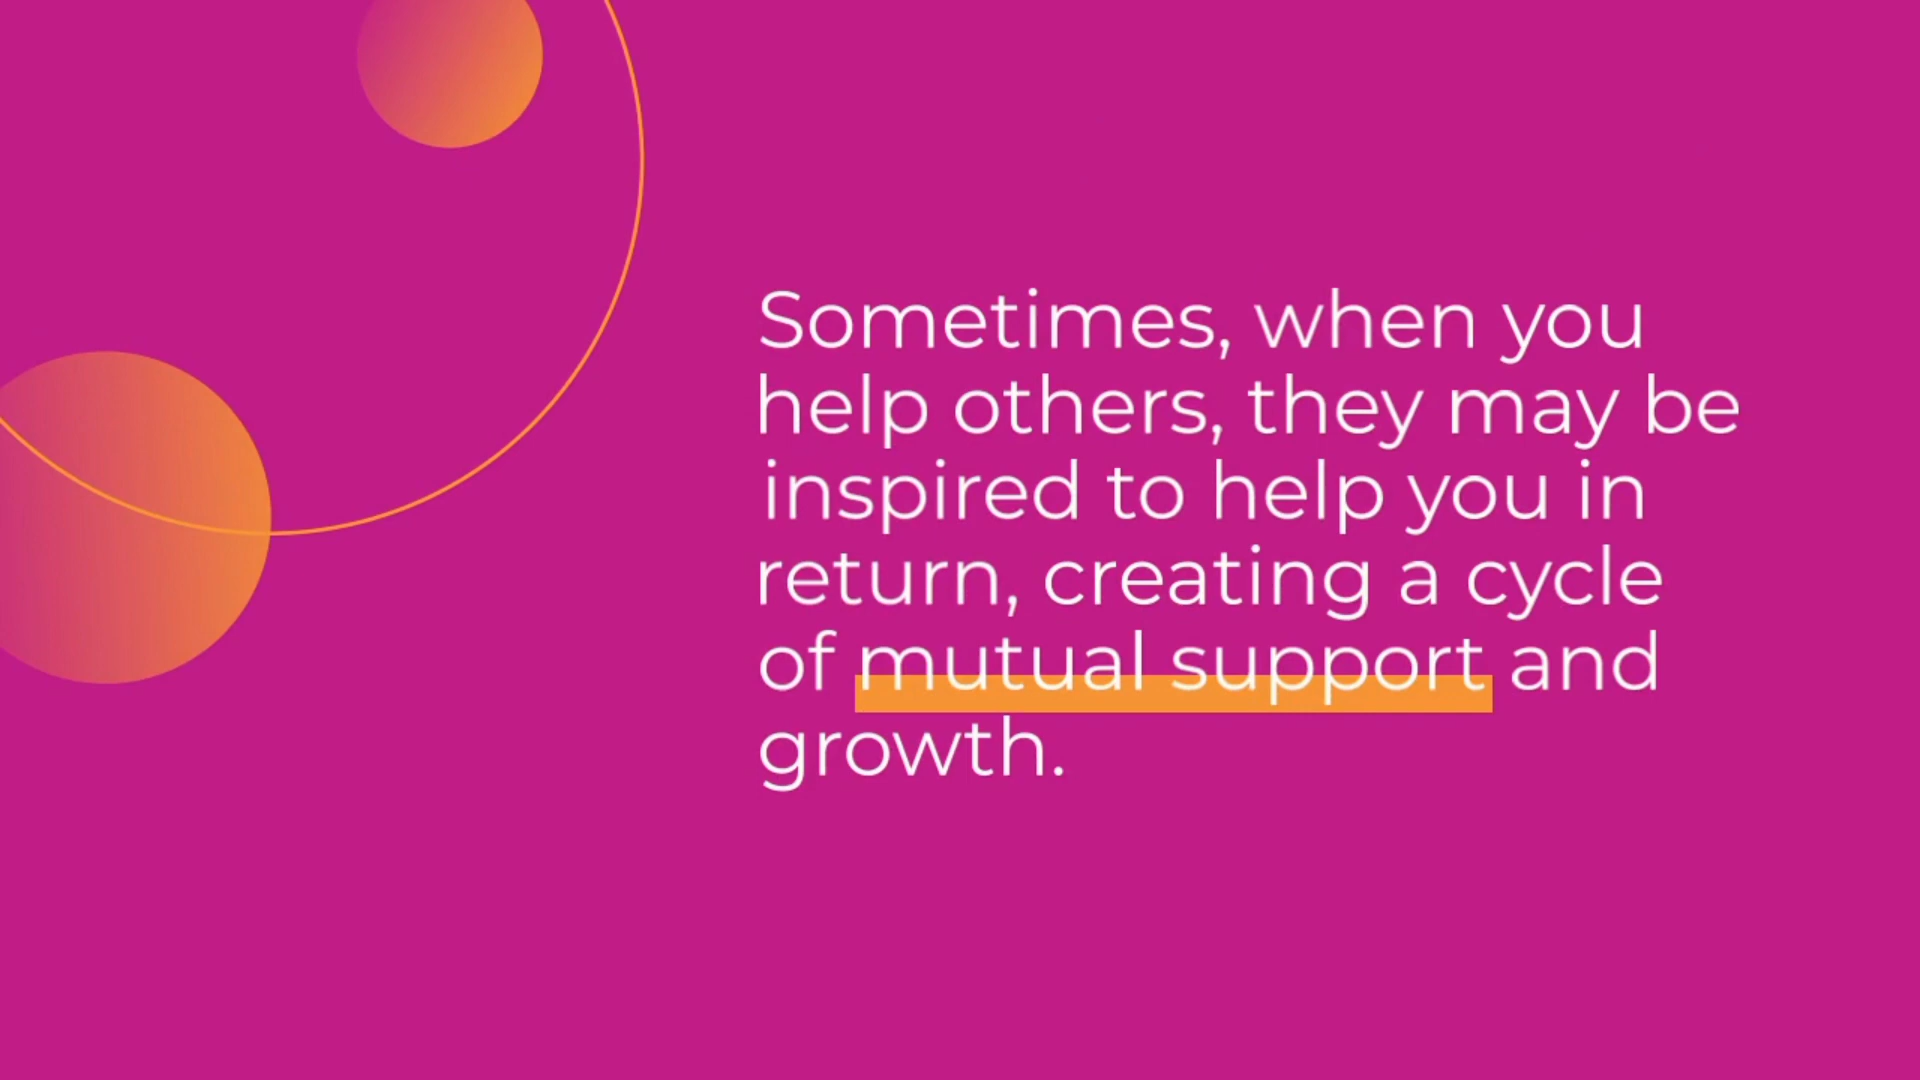 Sometimes, when you
help others, they may be
inspired to help you in
return, creating a cycle
of mutual support and
growth.